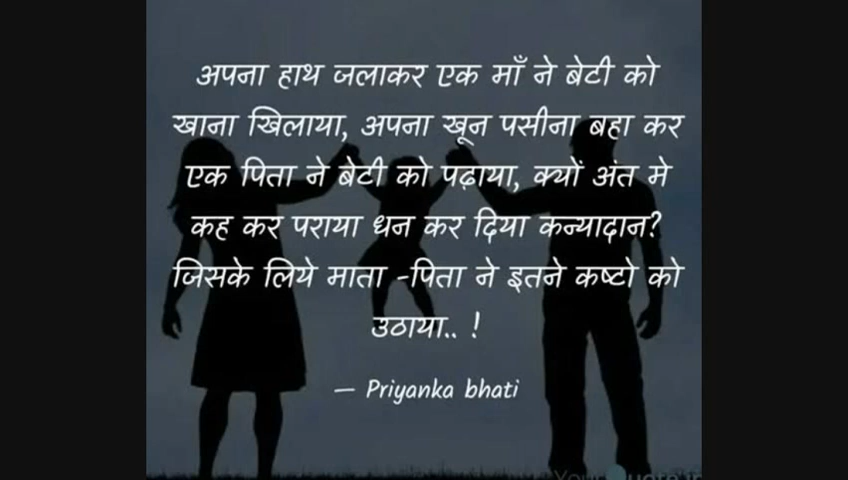 अपना हाथ जलाकर एक माँ ने बेटी को
खाना खिलाया, अपना खून पसीना बहा कर
एक पिता ने बेटी को पढ़ाया, क्यों अंत मे
कह कर पराया धन कर दिया कन्यादान?
जिसके लिये माता -पिता ने इतने कष्टो को
उठाया.. !
— Priyanka bhati